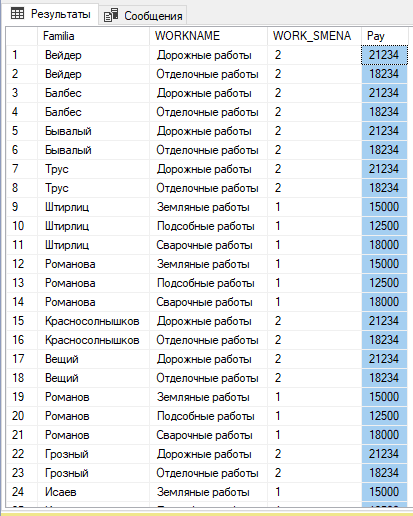 Результаты Сообщения
Familia WORKNAME WORK_SMENA Pay
1 Вейдер Дорожные работы 2 21234
2 Вейдер Отделочные работы 2 18234
3 Балбес Дорожные работы 2 21234
4 Балбес Отделочные работы 2 18234
5 Бывалый Дорожные работы 2 21234
6 Бывалый Отделочные работы 2 18234
7 Трус Дорожные работы 2 21234
8 Трус Отделочные работы 2 18234
9 Штирлиц Земляные работы 1 15000
10 Штирлиц Подсобные работы 1 12500
11 Штирлиц Сварочные работы 1 18000
12 Романова Земляные работы 1 15000
13 Романова Подсобные работы 1 12500
14 Романова Сварочные работы 1 18000
15 Красносолнышков Дорожные работы 2 21234
16 Красносолнышков Отделочные работы 2 18234
17 Вещий Дорожные работы 2 21234
18 Вещий Отделочные работы 2 18234
19 Романов Земляные работы 1 15000
20 Романов Подсобные работы 1 12500
21 Романов Сварочные работы 1 18000
22 Грозный Дорожные работы 2 21234
23 Грозный Отделочные работы 2 18234
24 Исаев Земляные работы 1 15000